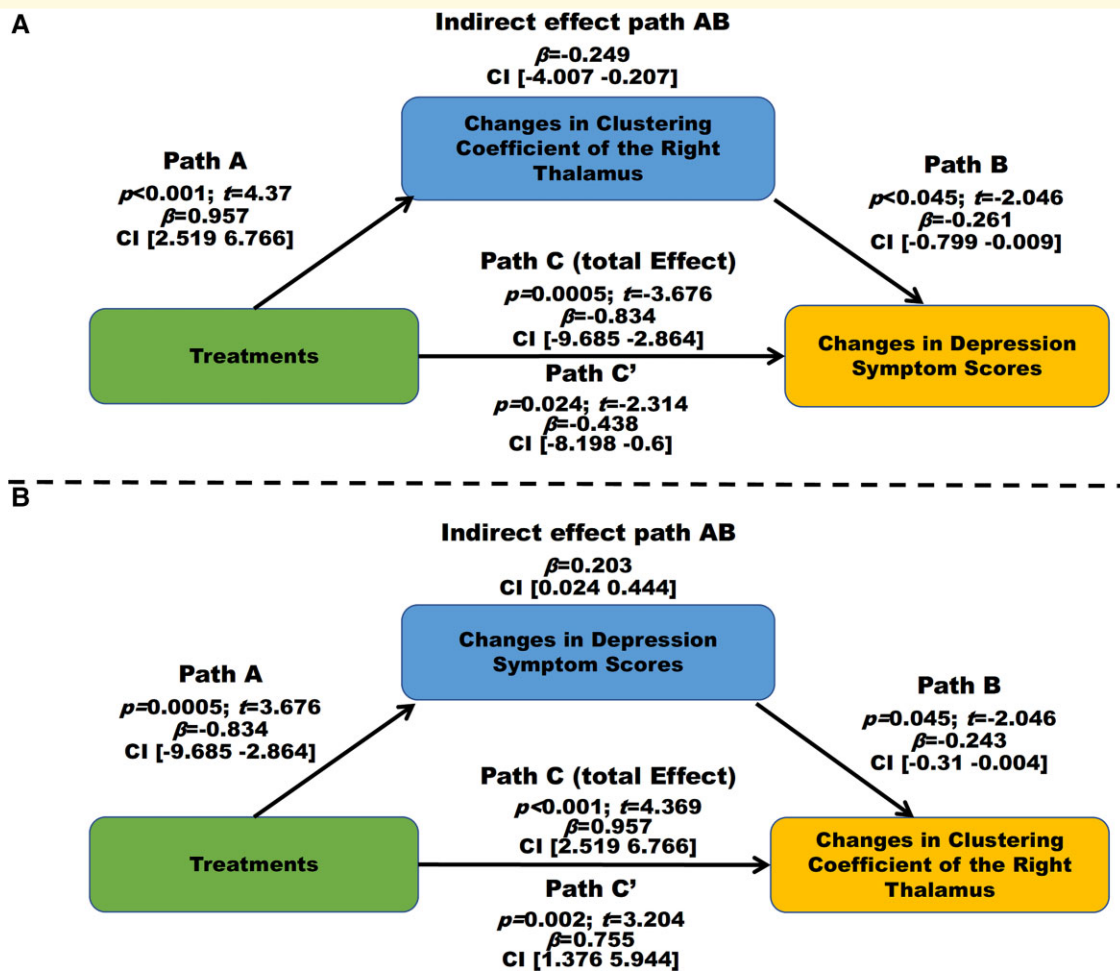 A
Indirect effect path AB
β=-0.249
CI [-4.007 -0.207]
Changes in Clustering
Coefficient of the Right
Thalamus
Path A
p<0.001; t=4.37
β=0.957
CI [2.519 6.766]
Path B
p<0.045; t=-2.046
β=-0.261
CI [-0.799 -0.009]
Path C (total Effect)
p=0.0005; t=-3.676
β=-0.834
CI [-9.685 -2.864]
Treatments
Changes in Depression
Symptom Scores
Path C'
p=0.024; t=-2.314
β=-0.438
CI [-8.198 -0.6]
B
Indirect effect path AB
β=0.203
CI [0.024 0.444]
Changes in Depression
Symptom Scores
Path A
p=0.0005; t=3.676
β=-0.834
CI [-9.685 -2.864]
Path B
p=0.045; t=-2.046
β=-0.243
CI [-0.31 -0.004]
Path C (total Effect)
p<0.001; t=4.369
β=0.957
CI [2.519 6.766]
Treatments
Changes in Clustering
Coefficient of the Right
Thalamus
Path C'
p=0.002; t=3.204
β=0.755
CI [1.376 5.944]